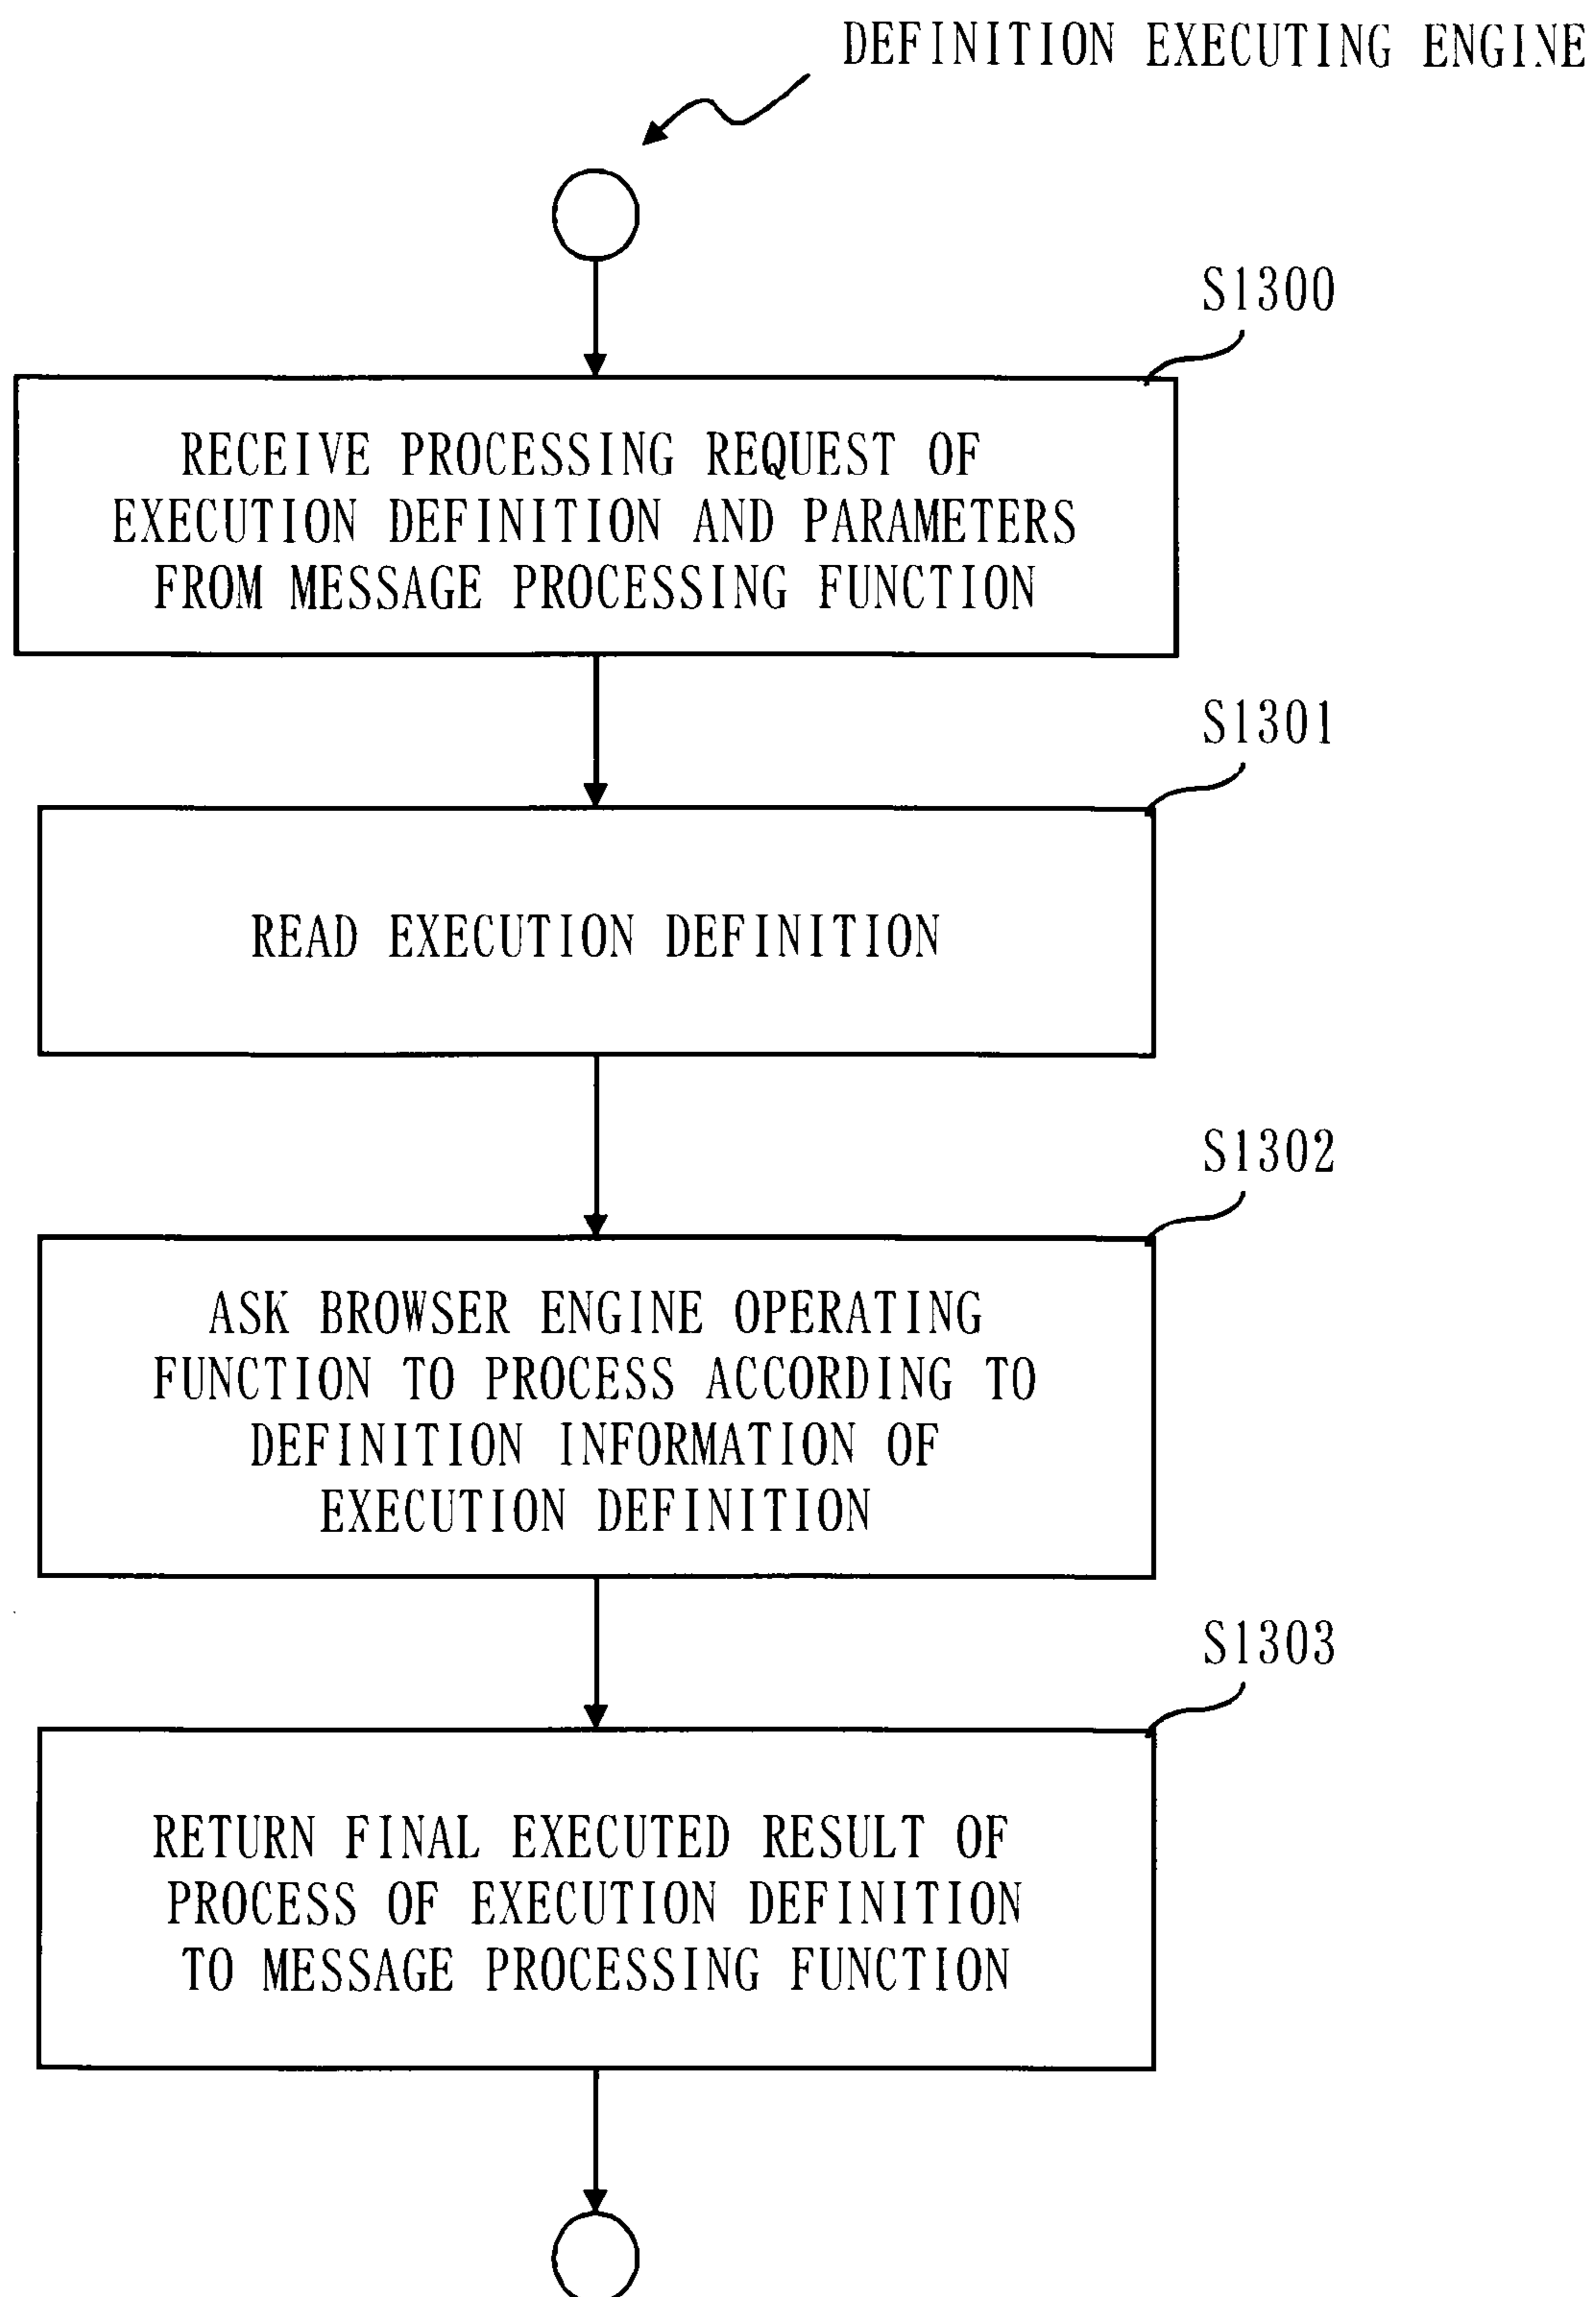 DEFINITION EXECUTING ENGINE
S1300
RECEIVE PROCESSING REQUEST OF
EXECUTION DEFINITION AND PARAMETERS
FROM MESSAGE PROCESSING FUNCTION
S1301
READ EXECUTION DEFINITION
S1302
ASK BROWSER ENGINE OPERATING
FUNCTION TO PROCESS ACCORDING TO
DEFINITION INFORMATION OF
EXECUTION DEFINITION
S1303
RETURN FINAL EXECUTED RESULT OF
PROCESS OF EXECUTION DEFINITION
TO MESSAGE PROCESSING FUNCTION